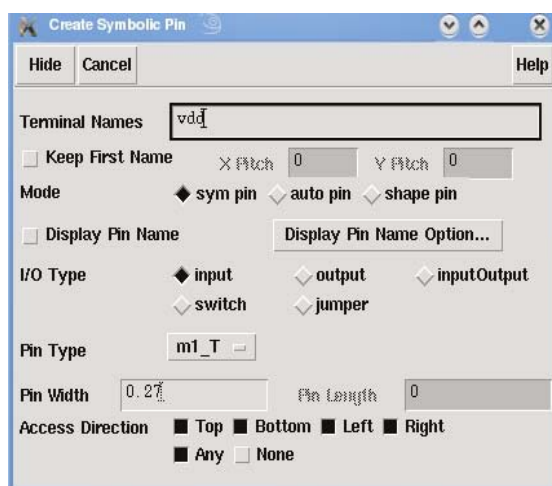 Create Symbolic Pin
Hide Cancel Help
Terminal Names vdd
Keep First Name X Pitch 0 Y Pitch 0
Mode sym pin auto pin shape pin
Display Pin Name Display Pin Name Option...
I/O Type input output inputOutput
switch jumper
Pin Type m1_T
Pin Width 0.27 Pin Length 0
Access Direction Top Bottom Left Right
Any None